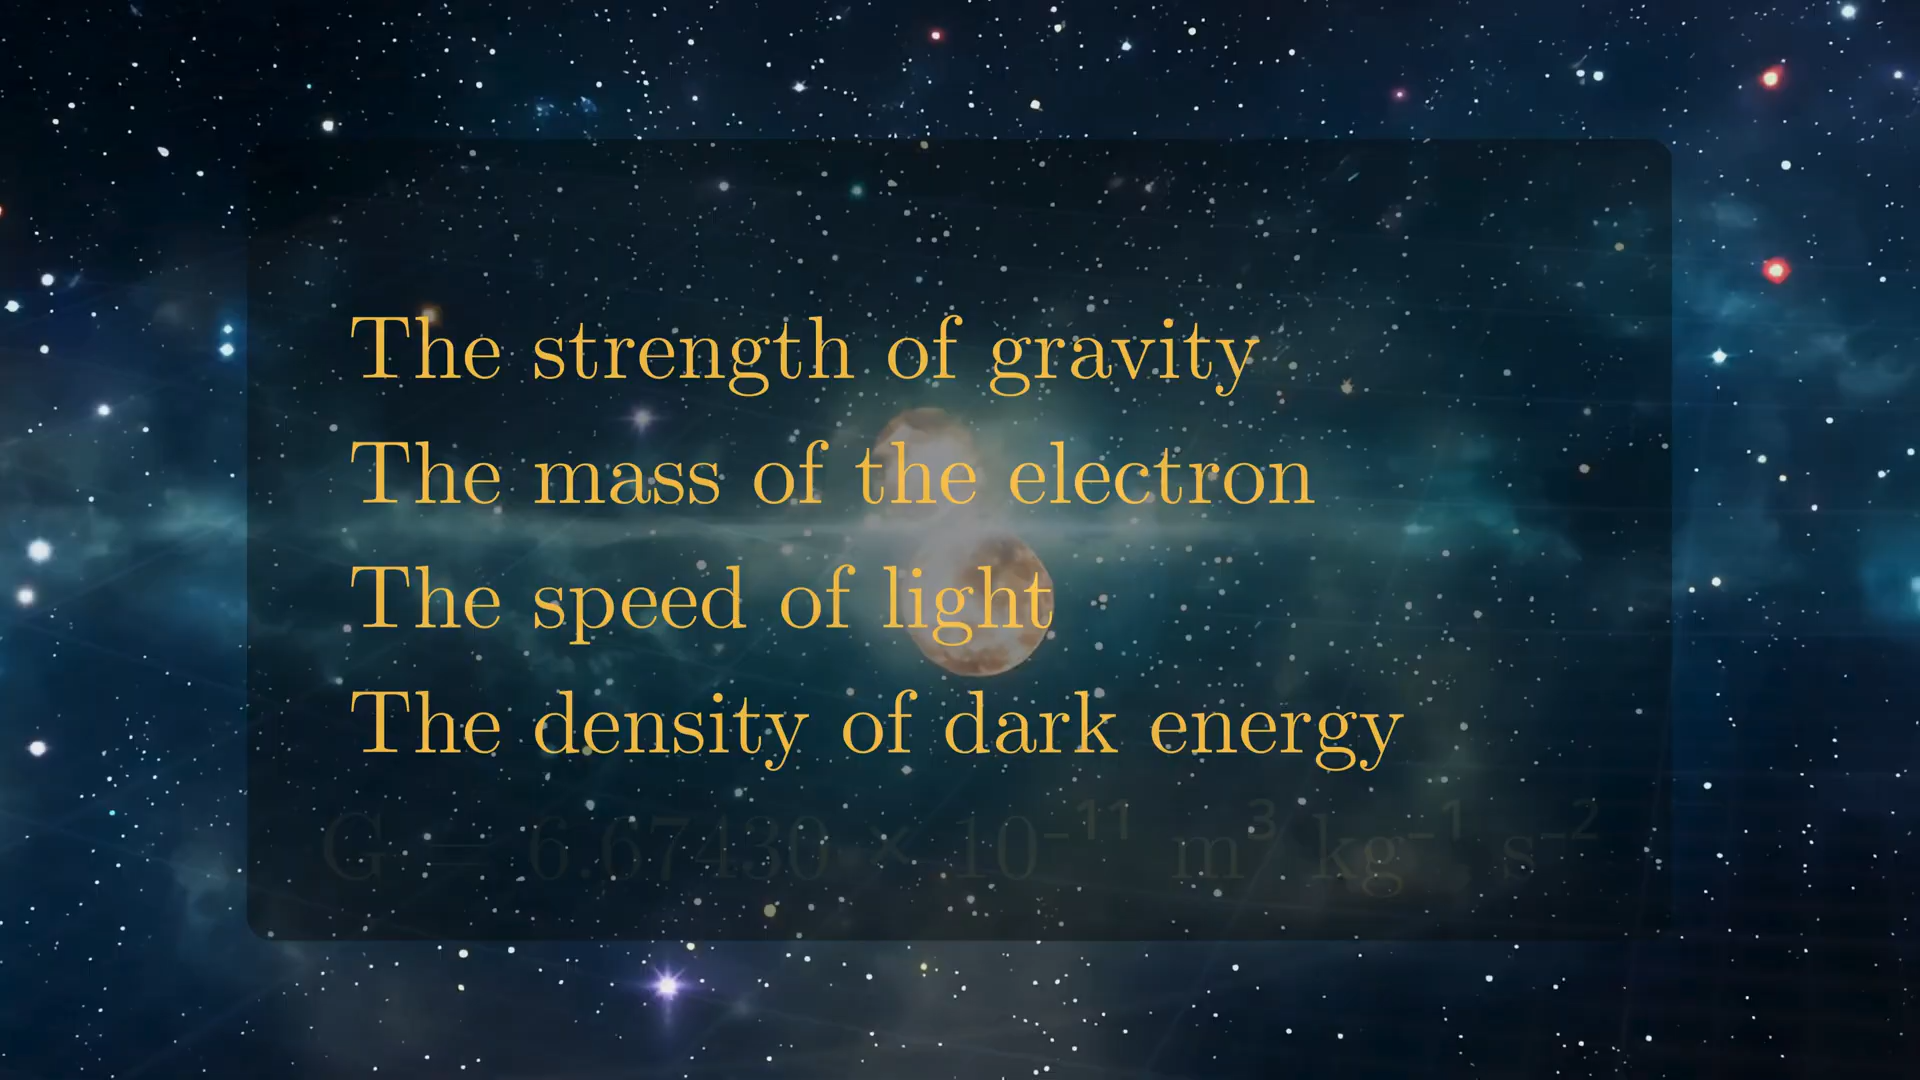 The strength of gravity
The mass of the electron
The speed of light
The density of dark energy
G = 6.67430 × 10⁻¹¹ m³ kg⁻¹ s⁻²